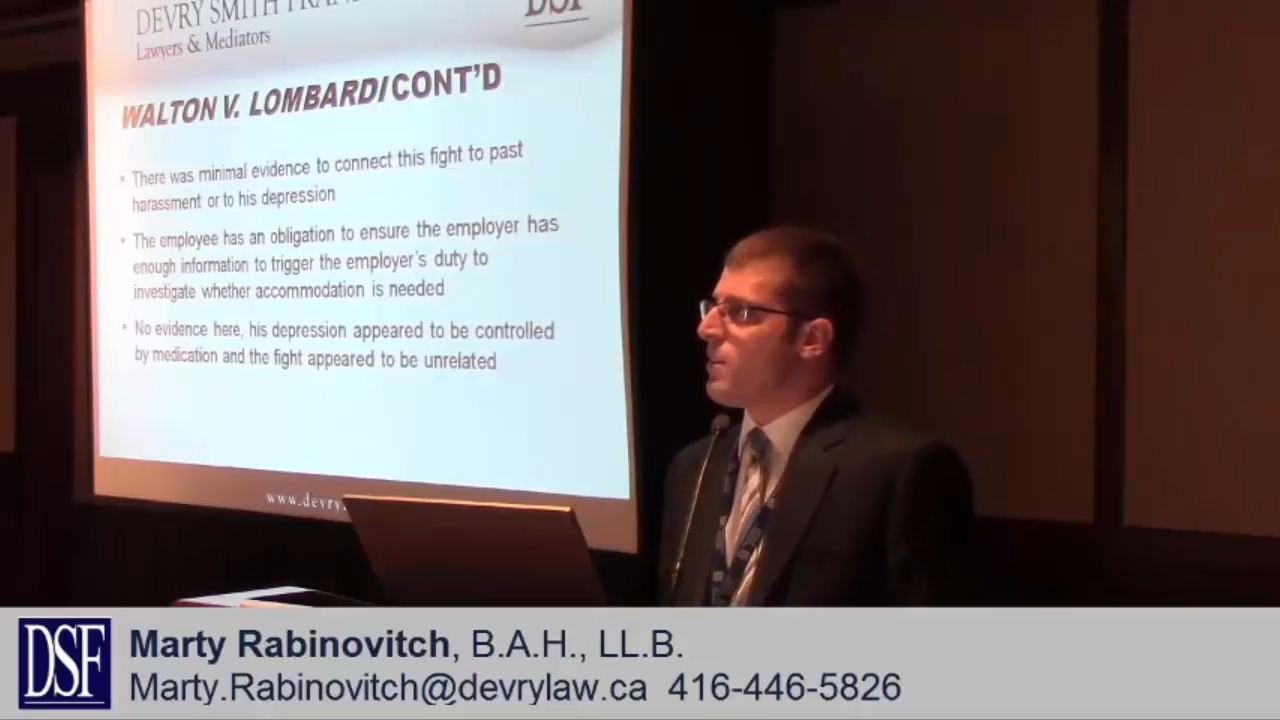 DEVRY SMITH
Lawyers & Mediators
DSF
WALTON V. LOMBARDI CONT'D
• There was minimal evidence to connect this fight to past
harassment or to his depression
• The employee has an obligation to ensure the employer has
enough information to trigger the employer's duty to
investigate whether accommodation is needed
• No evidence here, his depression appeared to be controlled
by medication and the fight appeared to be unrelated
www.devry
DSF
Marty Rabinovitch, B.A.H., LL.B.
Marty.Rabinovitch@devrylaw.ca 416-446-5826